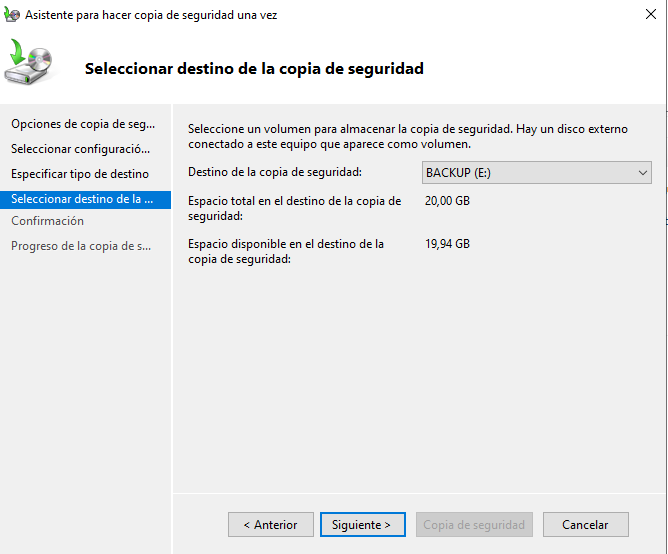 Asistente para hacer copia de seguridad una vez
Seleccionar destino de la copia de seguridad
Opciones de copia de seg...
Seleccionar configuració...
Especificar tipo de destino
Seleccionar destino de la ...
Confirmación
Progreso de la copia de s...
Seleccione un volumen para almacenar la copia de seguridad. Hay un disco externo
conectado a este equipo que aparece como volumen.
Destino de la copia de seguridad:
BACKUP (E:)
Espacio total en el destino de la copia de
seguridad:
20,00 GB
Espacio disponible en el destino de la
copia de seguridad:
19,94 GB
< Anterior
Siguiente >
Copia de seguridad
Cancelar